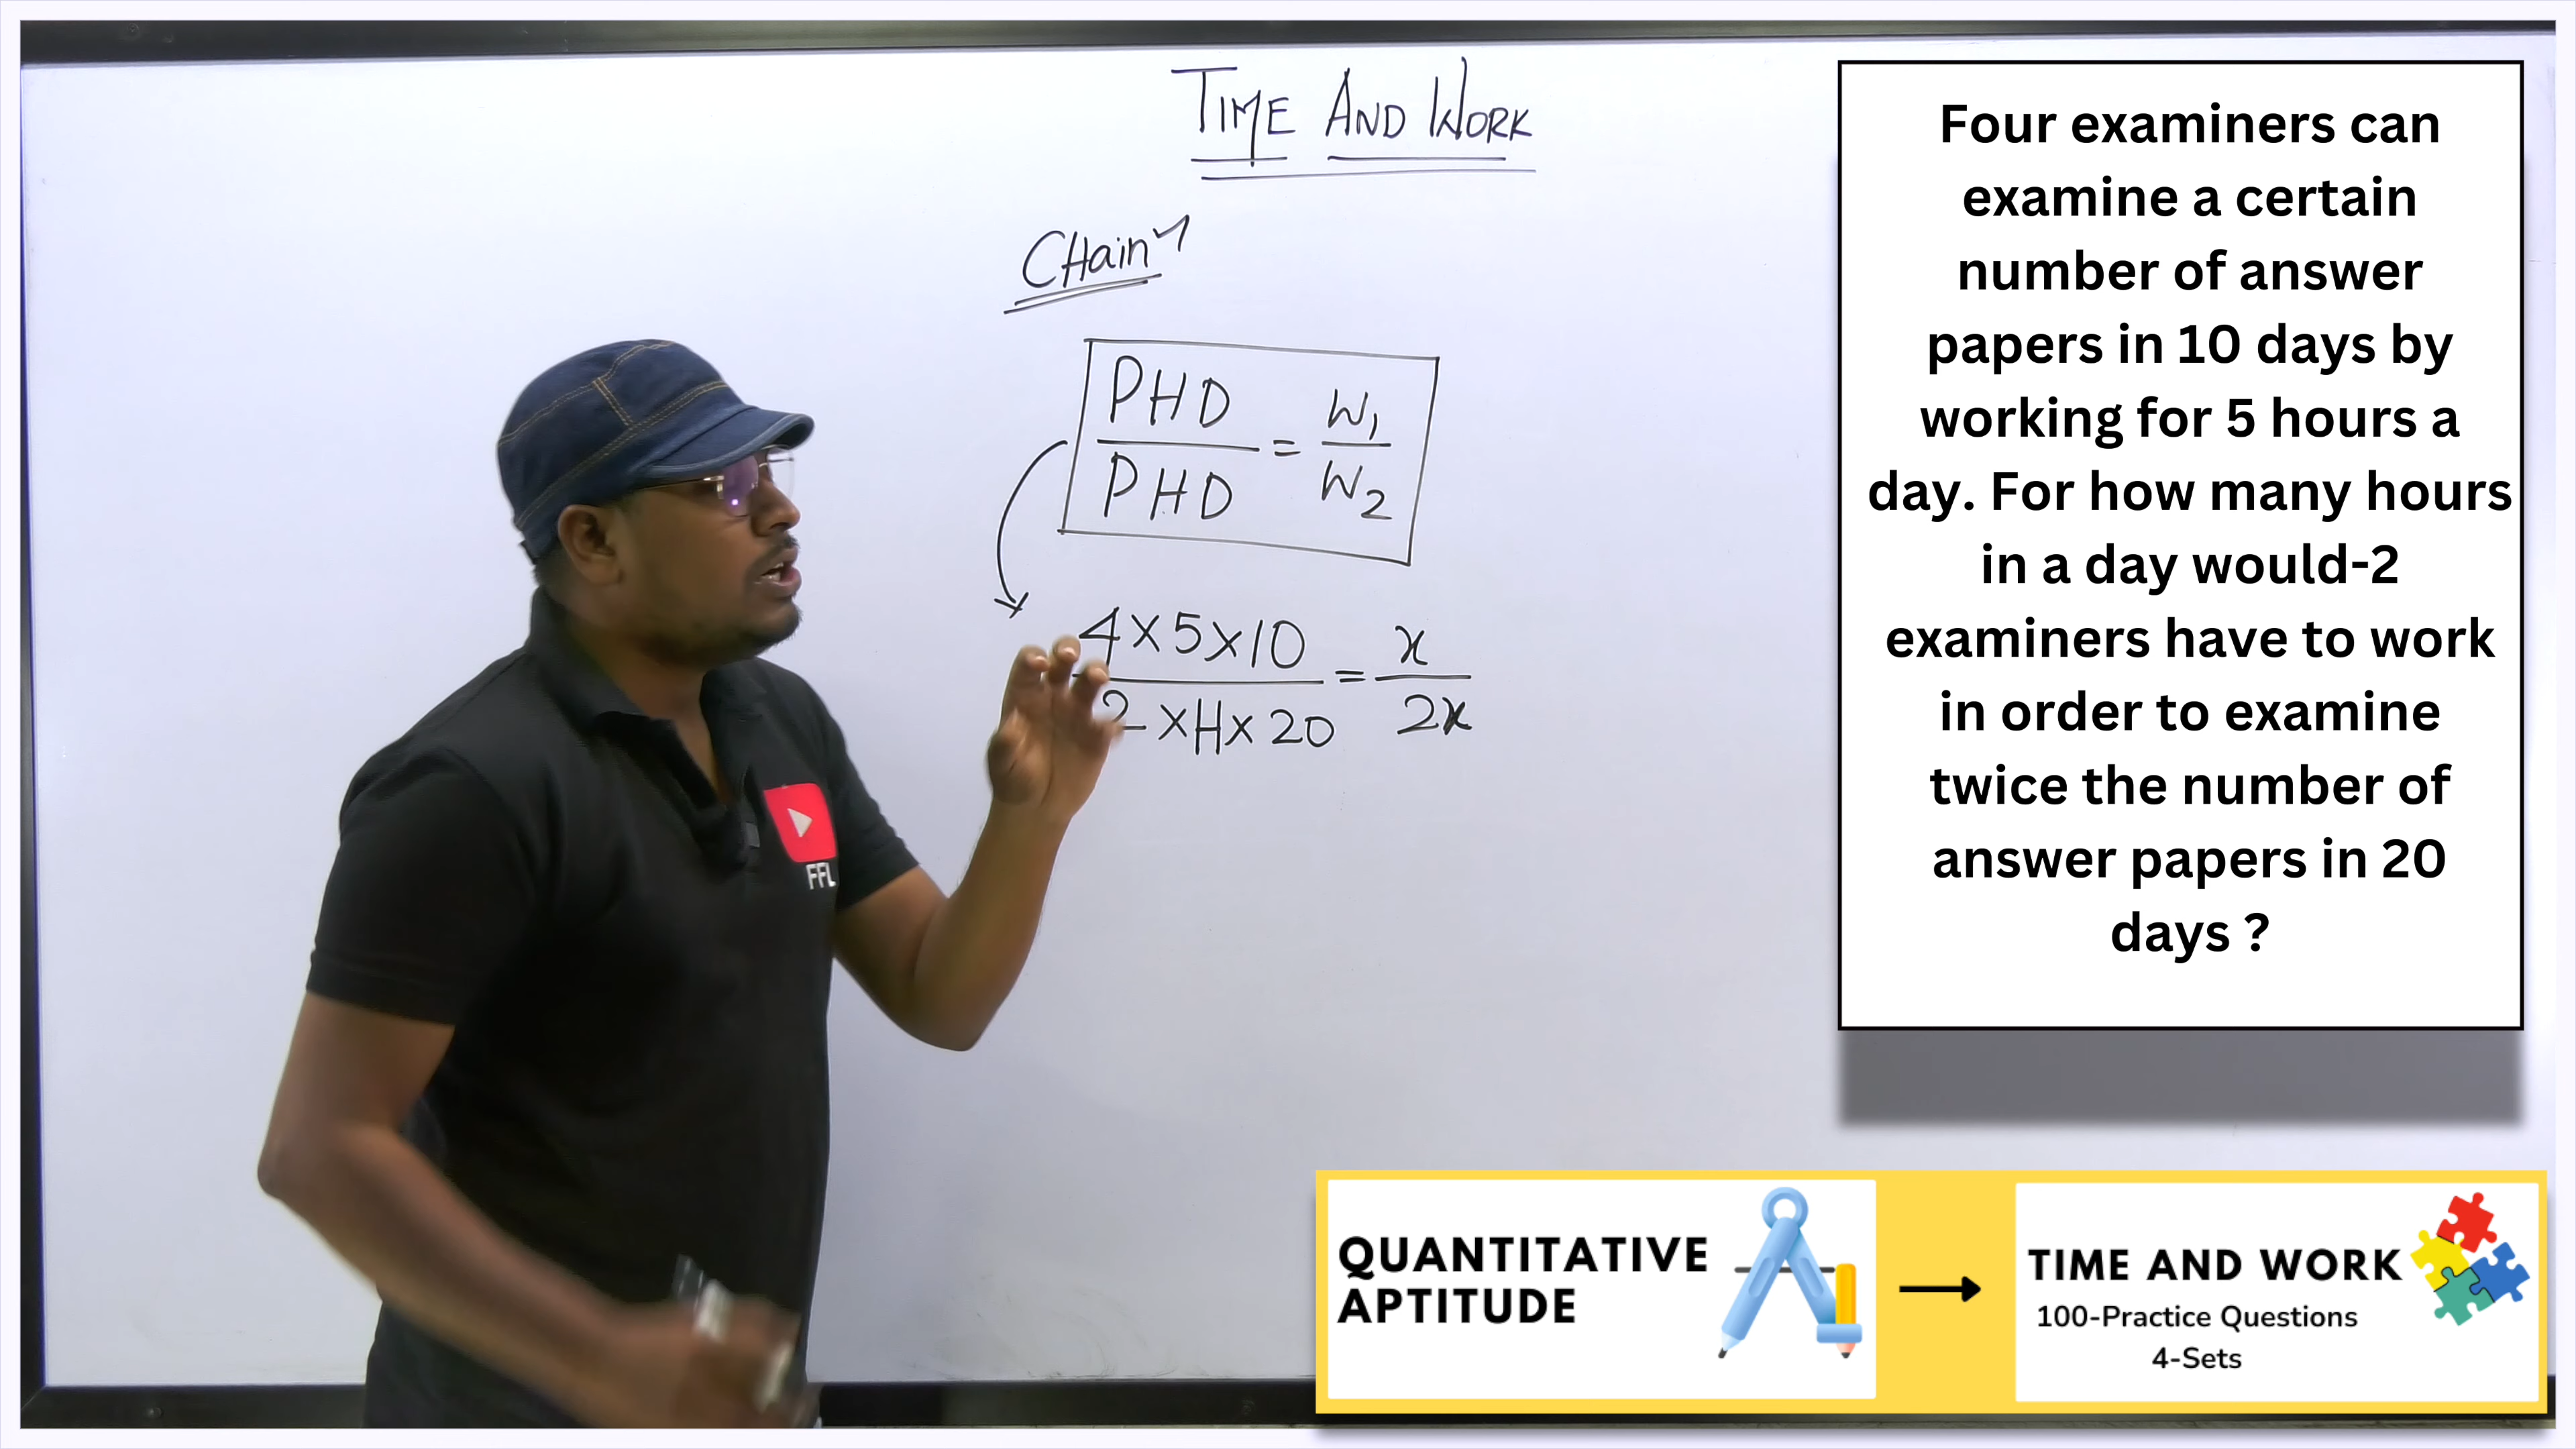 TIME AND WORK
CHain
PHD
PHD
=
W1
W2
4×5×10
2×H×20
=
x
2x
FFL
Four examiners can
examine a certain
number of answer
papers in 10 days by
working for 5 hours a
day. For how many hours
in a day would-2
examiners have to work
in order to examine
twice the number of
answer papers in 20
days ?
QUANTITATIVE
APTITUDE
TIME AND WORK
100-Practice Questions
4-Sets